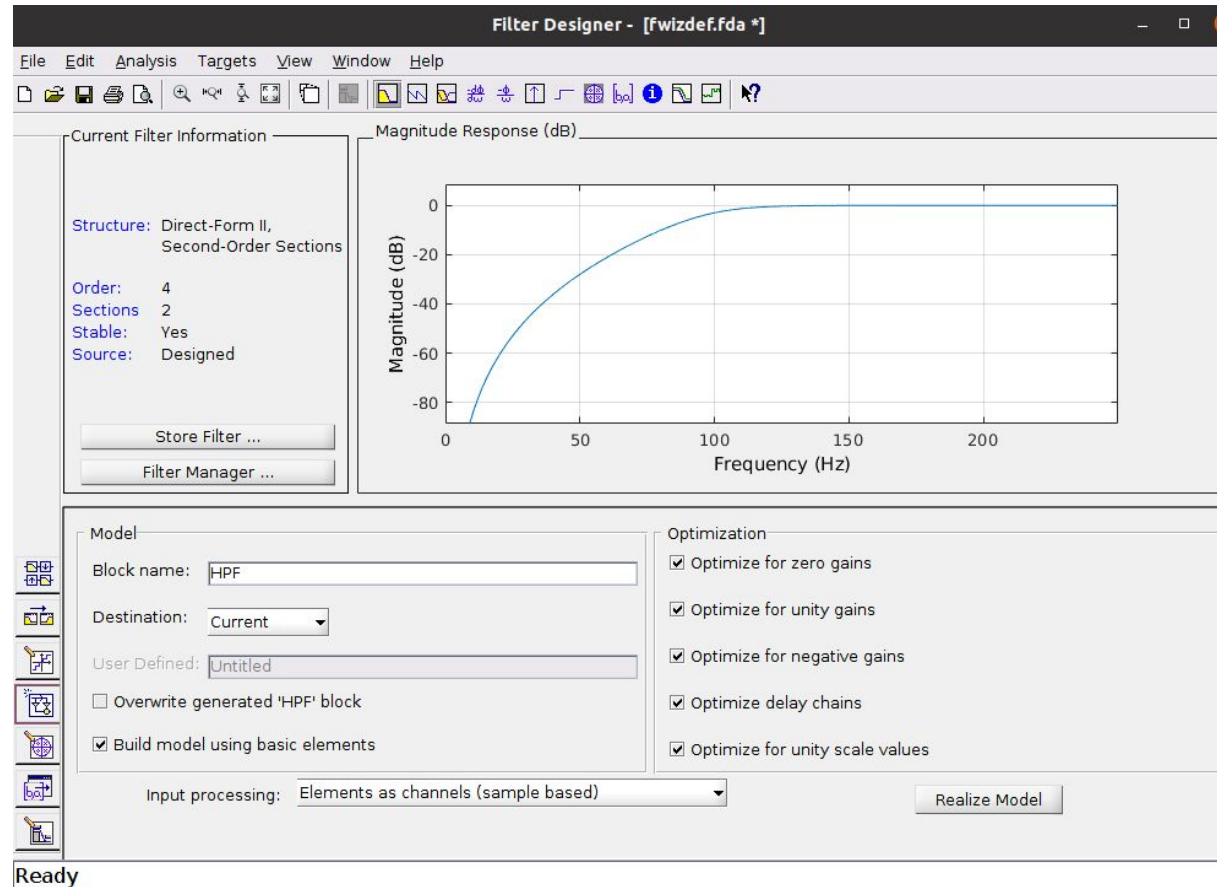 Filter Designer - [fwizdef.fda *]
File Edit Analysis Targets View Window Help
Current Filter Information
Structure: Direct-Form II,
Second-Order Sections
Order: 4
Sections 2
Stable: Yes
Source: Designed
Store Filter ...
Filter Manager ...
Magnitude Response (dB)
Magnitude (dB)
0
-20
-40
-60
-80
0 50 100 150 200
Frequency (Hz)
Model
Block name: HPF
Destination: Current
User Defined: Untitled
Overwrite generated 'HPF' block
Build model using basic elements
Optimization
Optimize for zero gains
Optimize for unity gains
Optimize for negative gains
Optimize delay chains
Optimize for unity scale values
Input processing: Elements as channels (sample based)
Realize Model
Ready